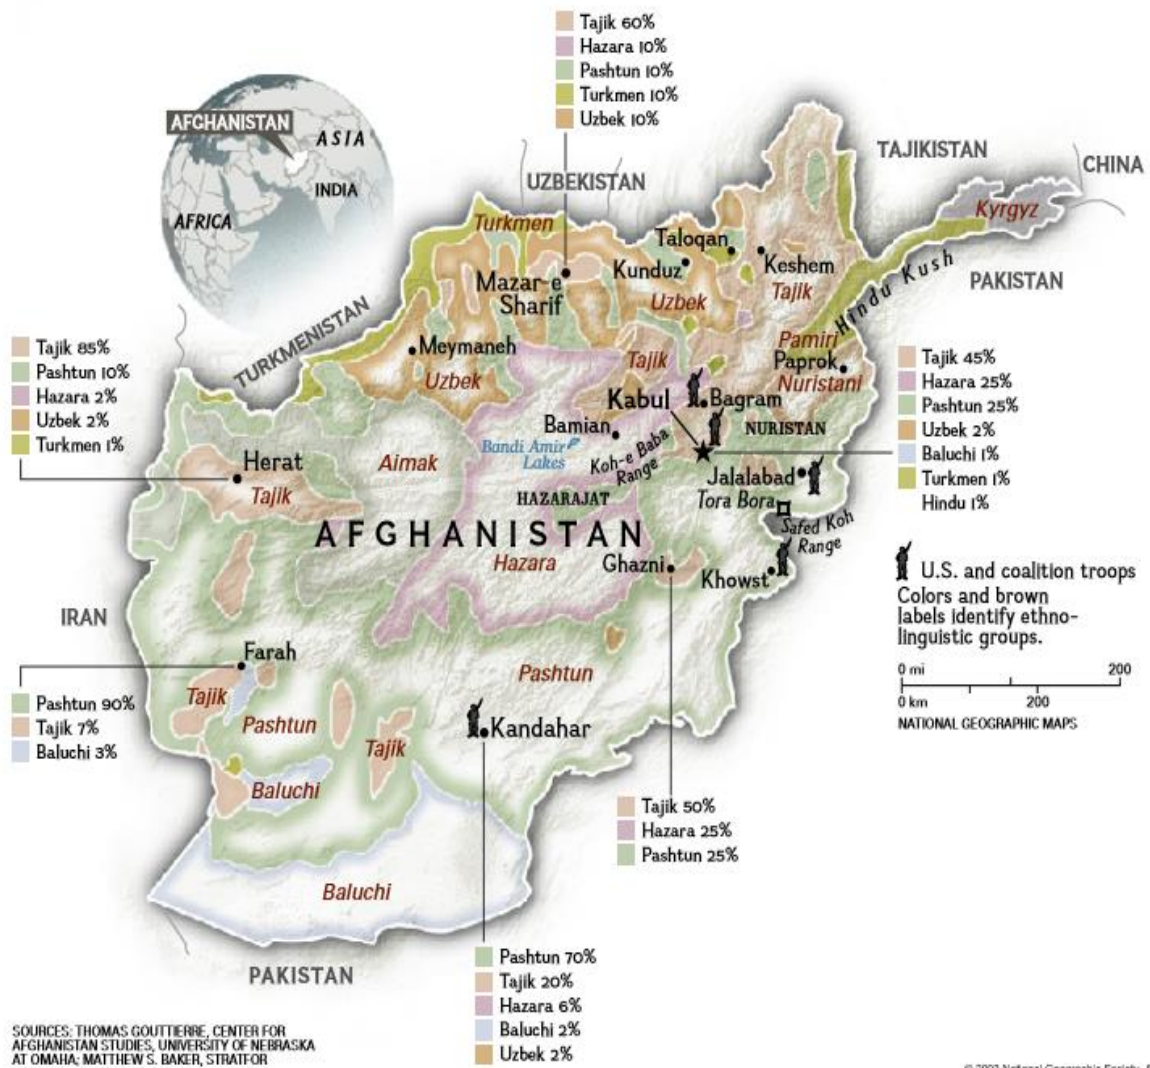 Tajik 60%
Hazara 10%
Pashtun 10%
Turkmen 10%
Uzbek 10%
AFGHANISTAN
ASIA
INDIA
AFRICA
UZBEKISTAN
TAJIKISTAN
CHINA
Kyrgyz
PAKISTAN
Turkmen
Taloqan
Keshem
Kunduz
Mazar-e
Sharif
Uzbek
Tajik
Hindu Kush
TURKMENISTAN
Meymaneh
Uzbek
Tajik
Pamiri
Paprok
Nuristani
Tajik 85%
Pashtun 10%
Hazara 2%
Uzbek 2%
Turkmen 1%
Tajik 45%
Hazara 25%
Pashtun 25%
Uzbek 2%
Baluchi 1%
Turkmen 1%
Hindu 1%
Kabul
Bagram
Bamian
NURISTAN
Bandi Amir
Lakes
Koh-e Baba
Range
Herat
Tajik
Aimak
Jalalabad
Tora Bora
HAZARAJAT
Safed Koh
Range
AFGHANISTAN
Hazara
Ghazni
Khowst
U.S. and coalition troops
Colors and brown
labels identify ethno-
linguistic groups.
0 mi 200
0 km 200
NATIONAL GEOGRAPHIC MAPS
IRAN
Farah
Tajik
Pashtun
Pashtun
Pashtun 90%
Tajik 7%
Baluchi 3%
Kandahar
Tajik
Baluchi
Tajik 50%
Hazara 25%
Pashtun 25%
Baluchi
PAKISTAN
Pashtun 70%
Tajik 20%
Hazara 6%
Baluchi 2%
Uzbek 2%
SOURCES: THOMAS GOUTTIERRE, CENTER FOR
AFGHANISTAN STUDIES, UNIVERSITY OF NEBRASKA
AT OMAHA; MATTHEW S. BAKER, STRATFOR